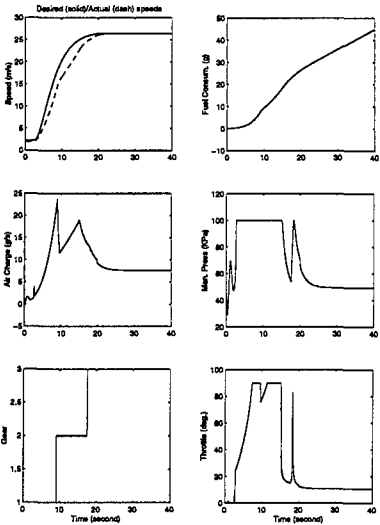 Desired (solid)/Actual (dash) speeds
30
25
20
15
10
5
0
0 10 20 30 40
Speed (m/s)
50
40
30
20
10
0
-10
0 10 20 30 40
Fuel Consum. (g)
25
20
15
10
5
0
-5
0 10 20 30 40
Air Charge (g/s)
120
100
80
60
40
20
0 10 20 30 40
Man. Press (KPa)
3
2.5
2
1.5
1
0 10 20 30 40
Gear
Time (second)
100
80
60
40
20
0
0 10 20 30 40
Throttle (deg.)
Time (second)